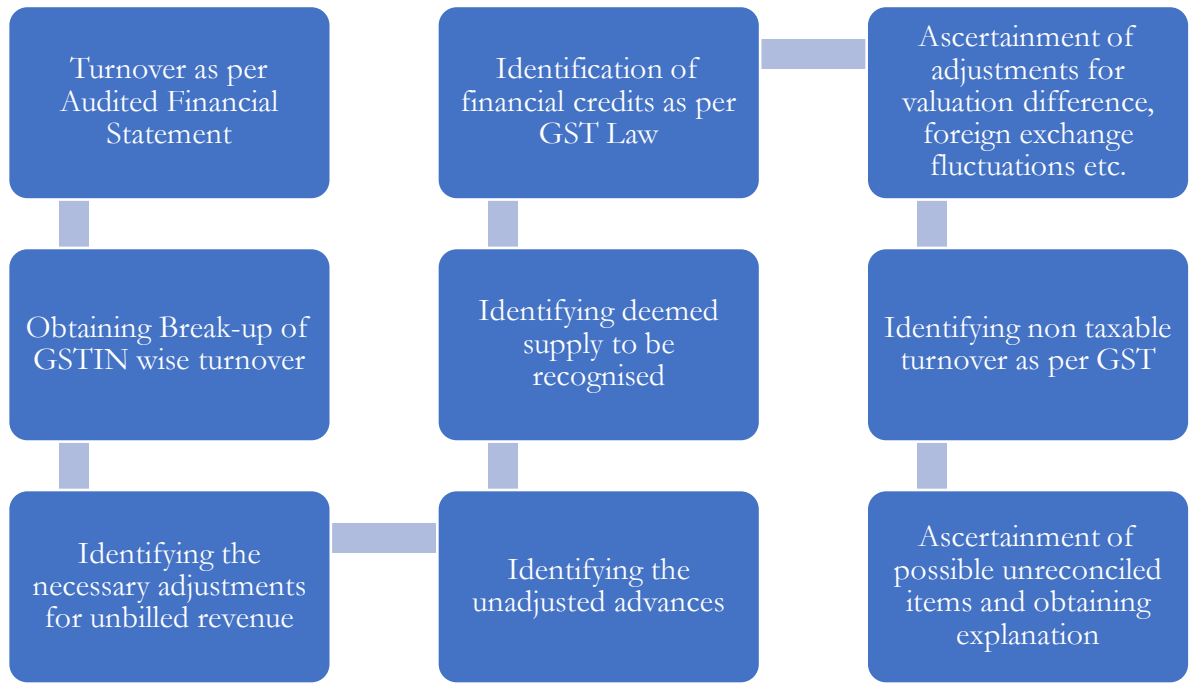 Turnover as per
Audited Financial
Statement
Obtaining Break-up of
GSTIN wise turnover
Identifying the
necessary adjustments
for unbilled revenue
Identifying the
unadjusted advances
Identifying deemed
supply to be
recognised
Identification of
financial credits as per
GST Law
Ascertainment of
adjustments for
valuation difference,
foreign exchange
fluctuations etc.
Identifying non taxable
turnover as per GST
Ascertainment of
possible unreconciled
items and obtaining
explanation